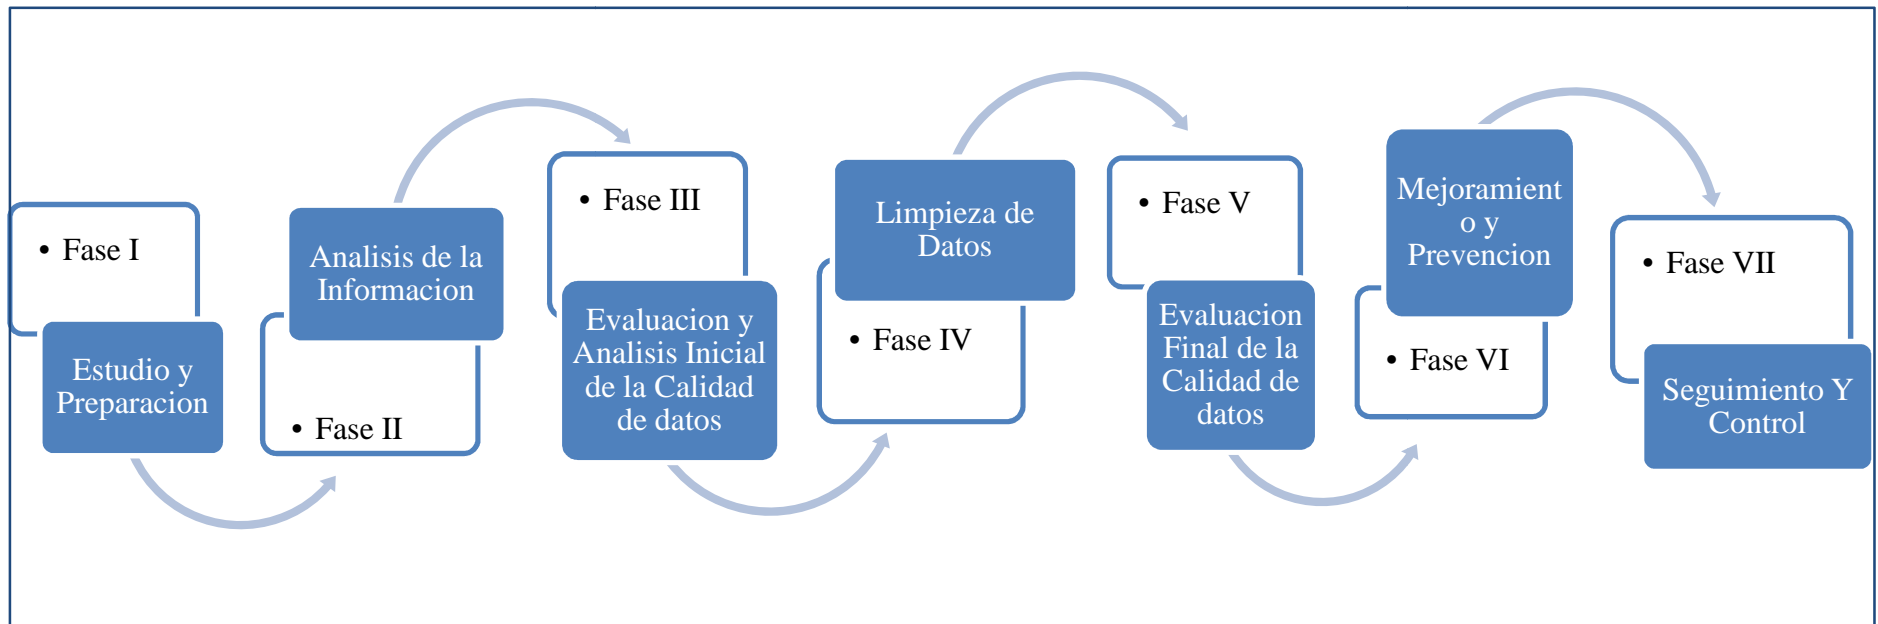 Fase I
Estudio y
Preparacion
Analisis de la
Informacion
Fase II
Fase III
Evaluacion y
Analisis Inicial
de la Calidad
de datos
Limpieza de
Datos
Fase IV
Fase V
Evaluacion
Final de la
Calidad de
datos
Mejoramient
o y
Prevencion
Fase VI
Fase VII
Seguimiento Y
Control